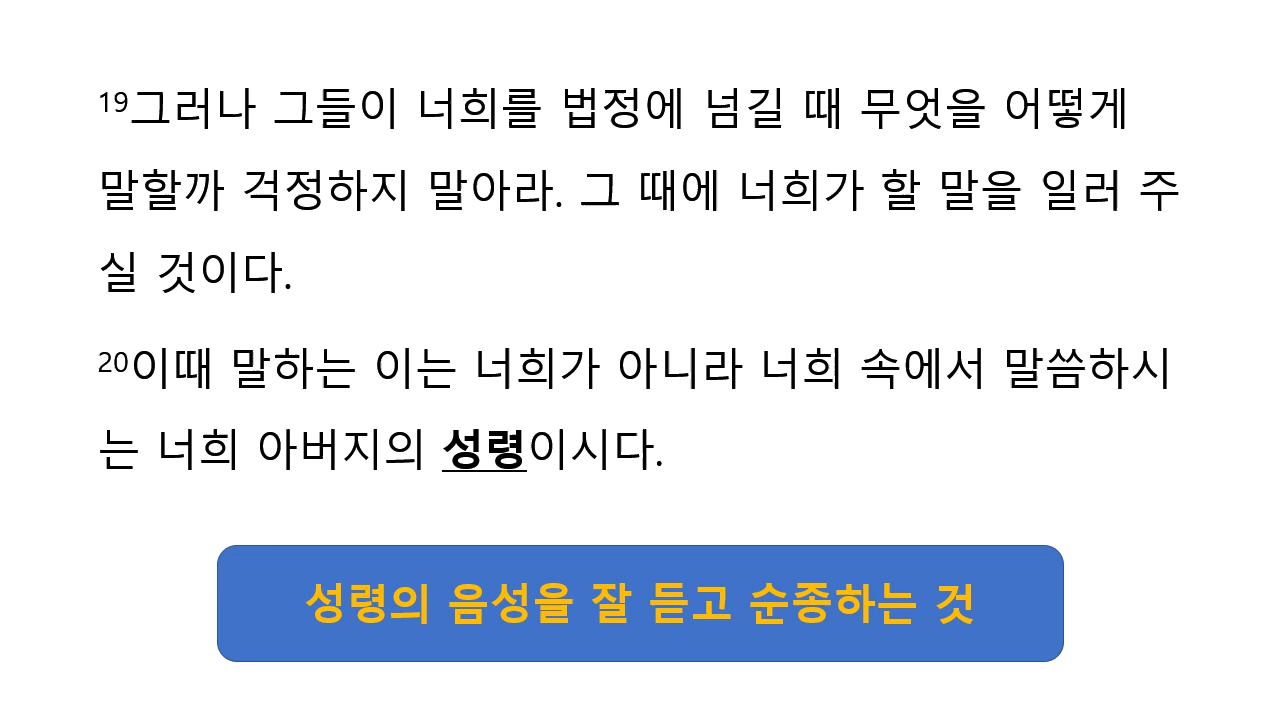 19그러나 그들이 너희를 법정에 넘길 때 무엇을 어떻게
말할까 걱정하지 말아라. 그 때에 너희가 할 말을 일러 주
실 것이다.
20이때 말하는 이는 너희가 아니라 너희 속에서 말씀하시
는 너희 아버지의 성령이시다.
성령의 음성을 잘 듣고 순종하는 것